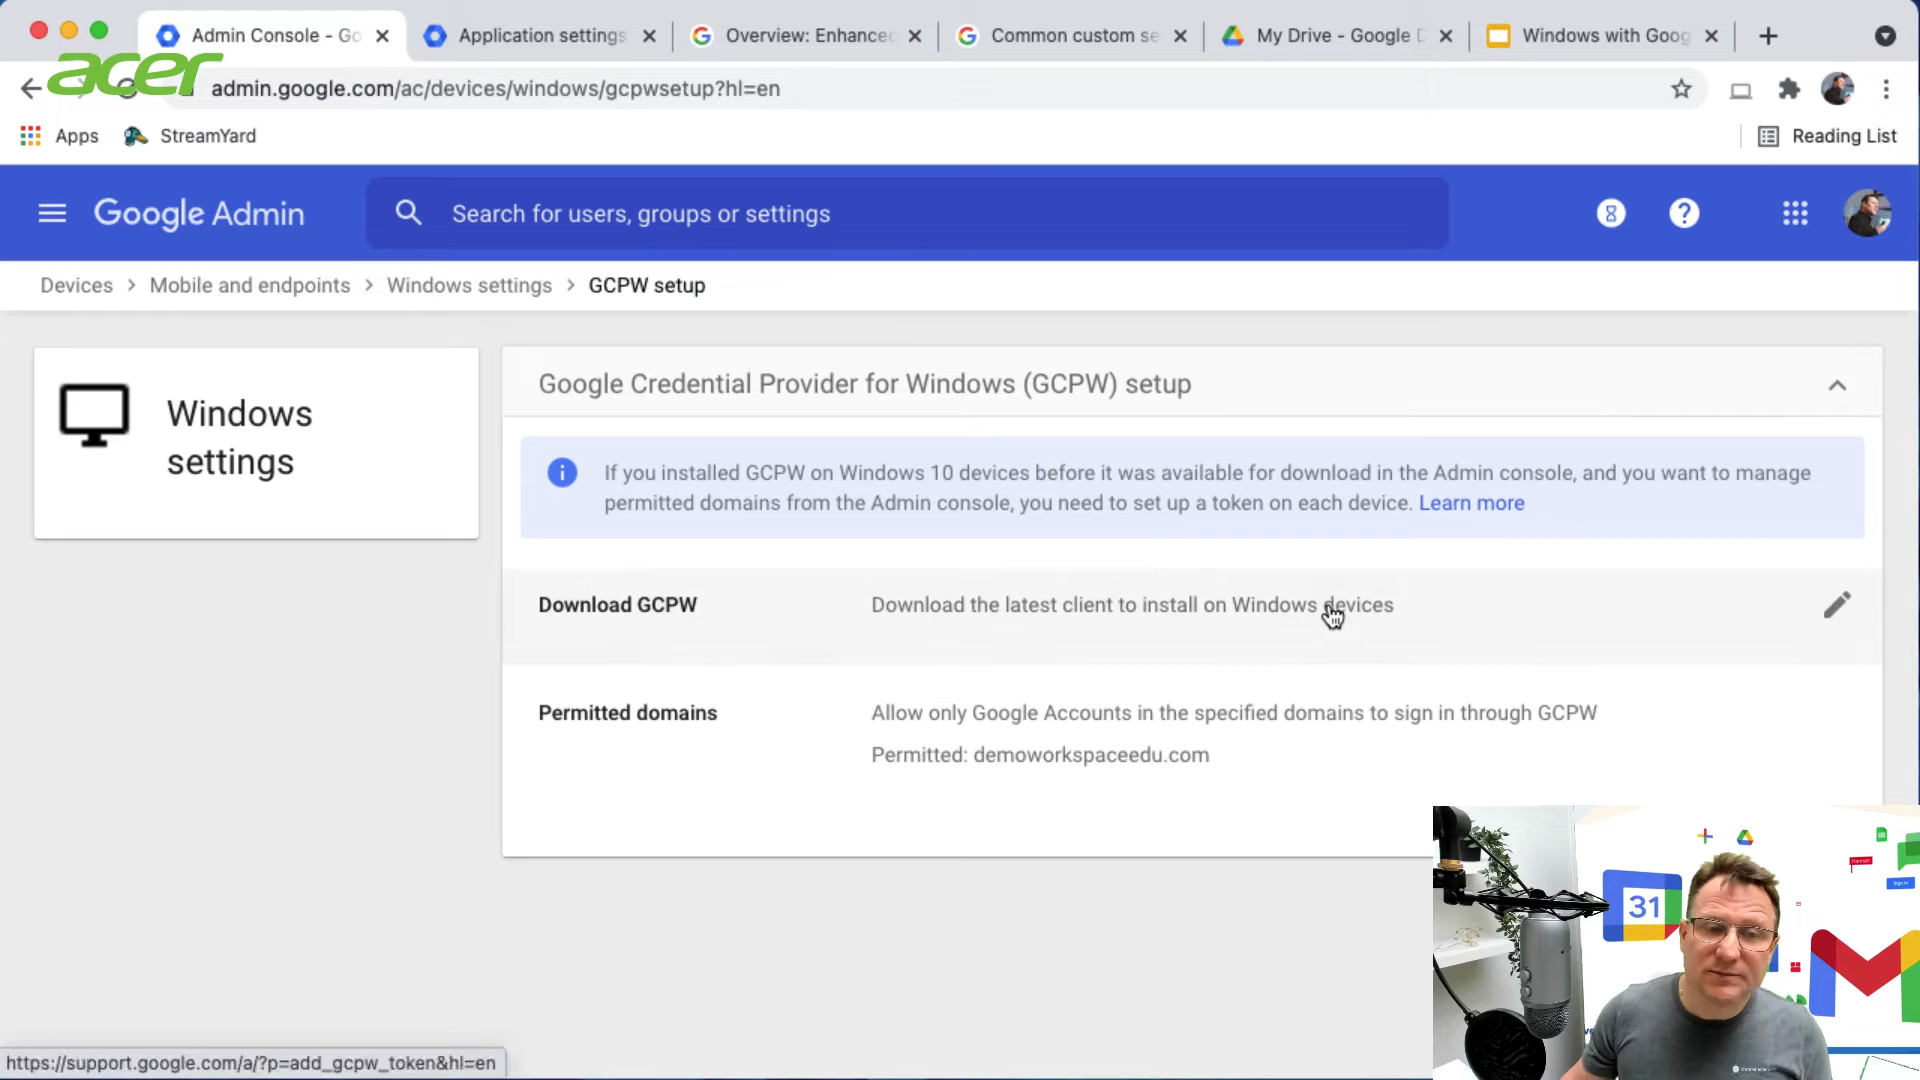 Admin Console - Go
Application settings
Overview: Enhanced
Common custom se
My Drive - Google D
Windows with Goog
acer
admin.google.com/ac/devices/windows/gcpwsetup?hl=en
Apps
StreamYard
Reading List
Google Admin
Search for users, groups or settings
Devices > Mobile and endpoints > Windows settings > GCPW setup
Windows
settings
Google Credential Provider for Windows (GCPW) setup
If you installed GCPW on Windows 10 devices before it was available for download in the Admin console, and you want to manage
permitted domains from the Admin console, you need to set up a token on each device. Learn more
Download GCPW
Download the latest client to install on Windows devices
Permitted domains
Allow only Google Accounts in the specified domains to sign in through GCPW
Permitted: demoworkspaceedu.com
31
Hannah
Sign in
https://support.google.com/a/?p=add_gcpw_token&hl=en